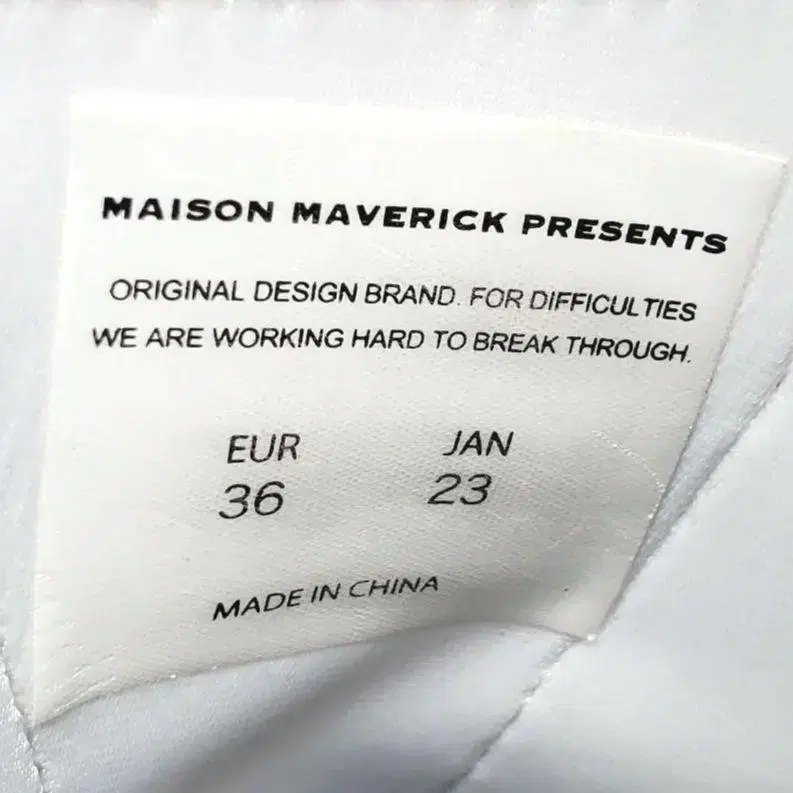 MAISON MAVERICK PRESENTS
ORIGINAL DESIGN BRAND. FOR DIFFICULTIES
WE ARE WORKING HARD TO BREAK THROUGH.
EUR JAN
36 23
MADE IN CHINA